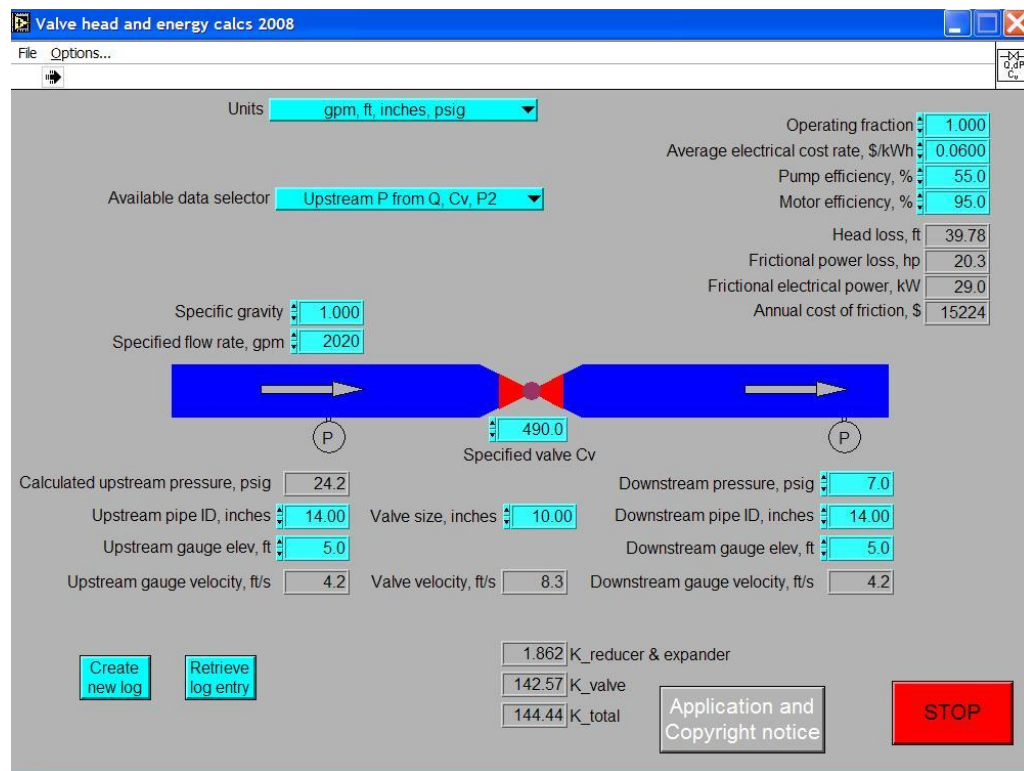 Valve head and energy calcs 2008
File Options...
Q,dP
Cv
Units gpm, ft, inches, psig
Operating fraction 1.000
Average electrical cost rate, $/kWh 0.0600
Pump efficiency, % 55.0
Available data selector Upstream P from Q, Cv, P2
Motor efficiency, % 95.0
Head loss, ft 39.78
Frictional power loss, hp 20.3
Frictional electrical power, kW 29.0
Annual cost of friction, $ 15224
Specific gravity 1.000
Specified flow rate, gpm 2020
P
490.0
P
Specified valve Cv
Calculated upstream pressure, psig 24.2
Downstream pressure, psig 7.0
Upstream pipe ID, inches 14.00 Valve size, inches 10.00 Downstream pipe ID, inches 14.00
Upstream gauge elev, ft 5.0 Downstream gauge elev, ft 5.0
Upstream gauge velocity, ft/s 4.2 Valve velocity, ft/s 8.3 Downstream gauge velocity, ft/s 4.2
1.862 K_reducer & expander
Create
new log
Retrieve
log entry
142.57 K_valve
144.44 K_total
Application and
Copyright notice
STOP